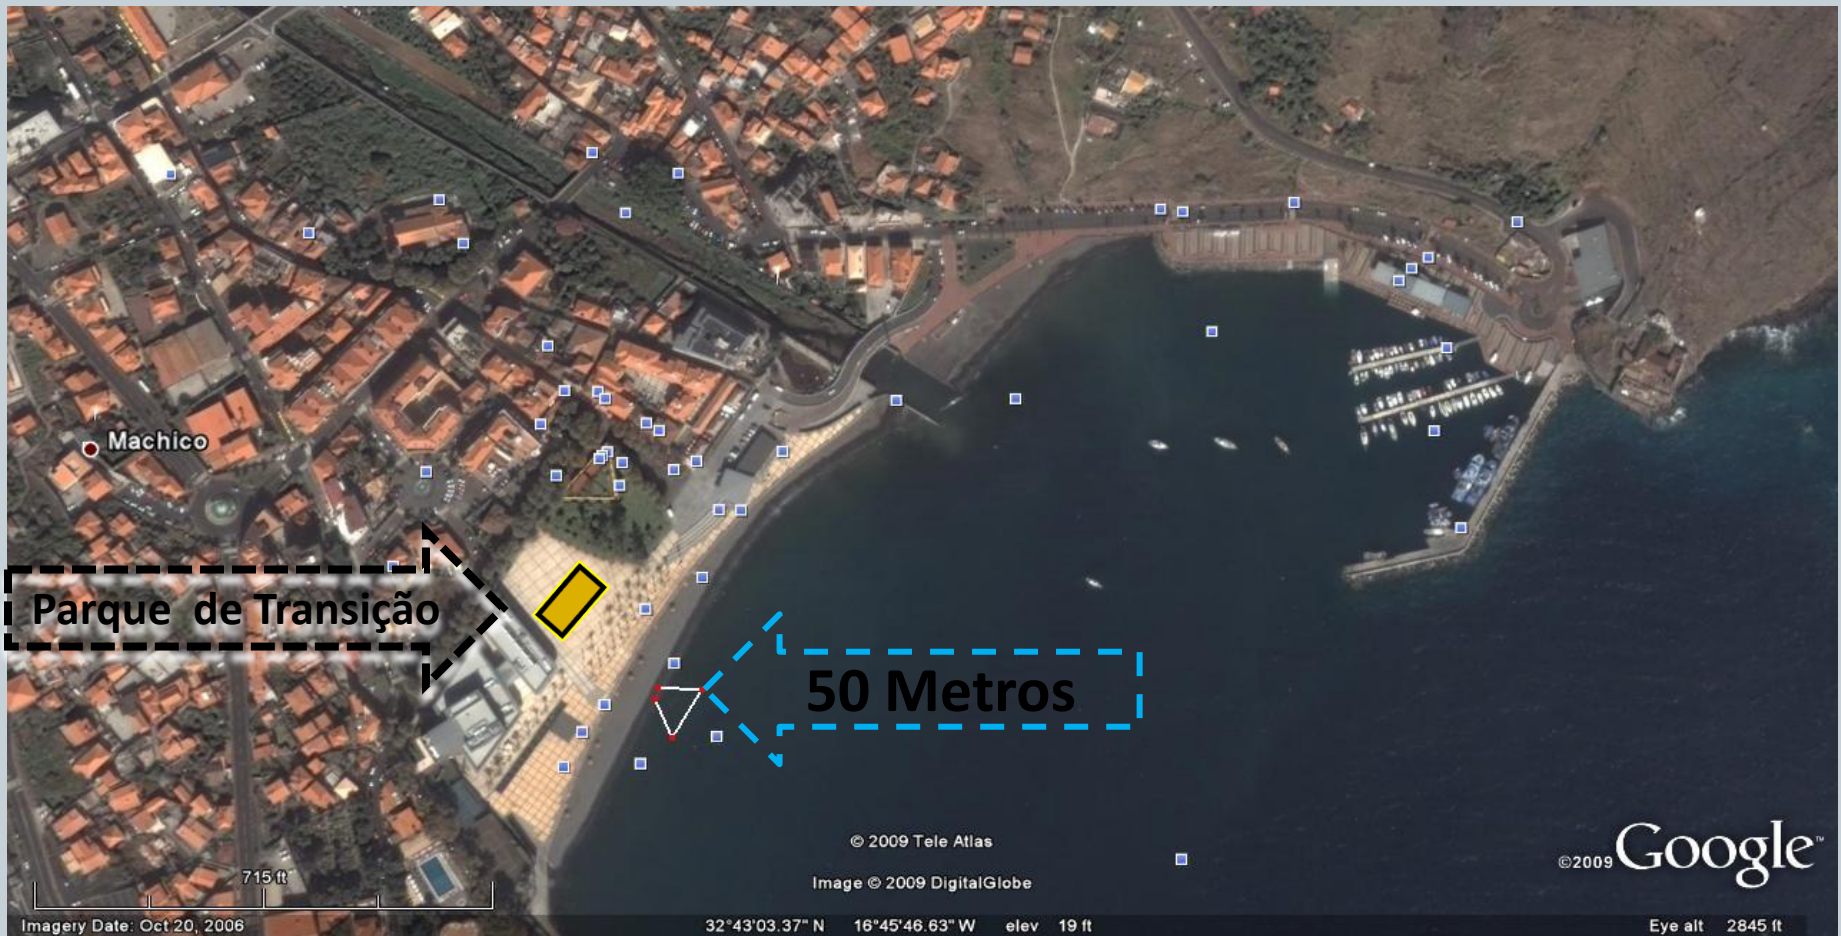 Machico
Parque  de Transição
50 Metros
© 2009 Tele Atlas
Image © 2009 DigitalGlobe
©2009 Google™
715 ft
Imagery Date: Oct 20, 2006
32°43'03.37" N 16°45'46.63" W elev 19 ft
Eye alt 2845 ft